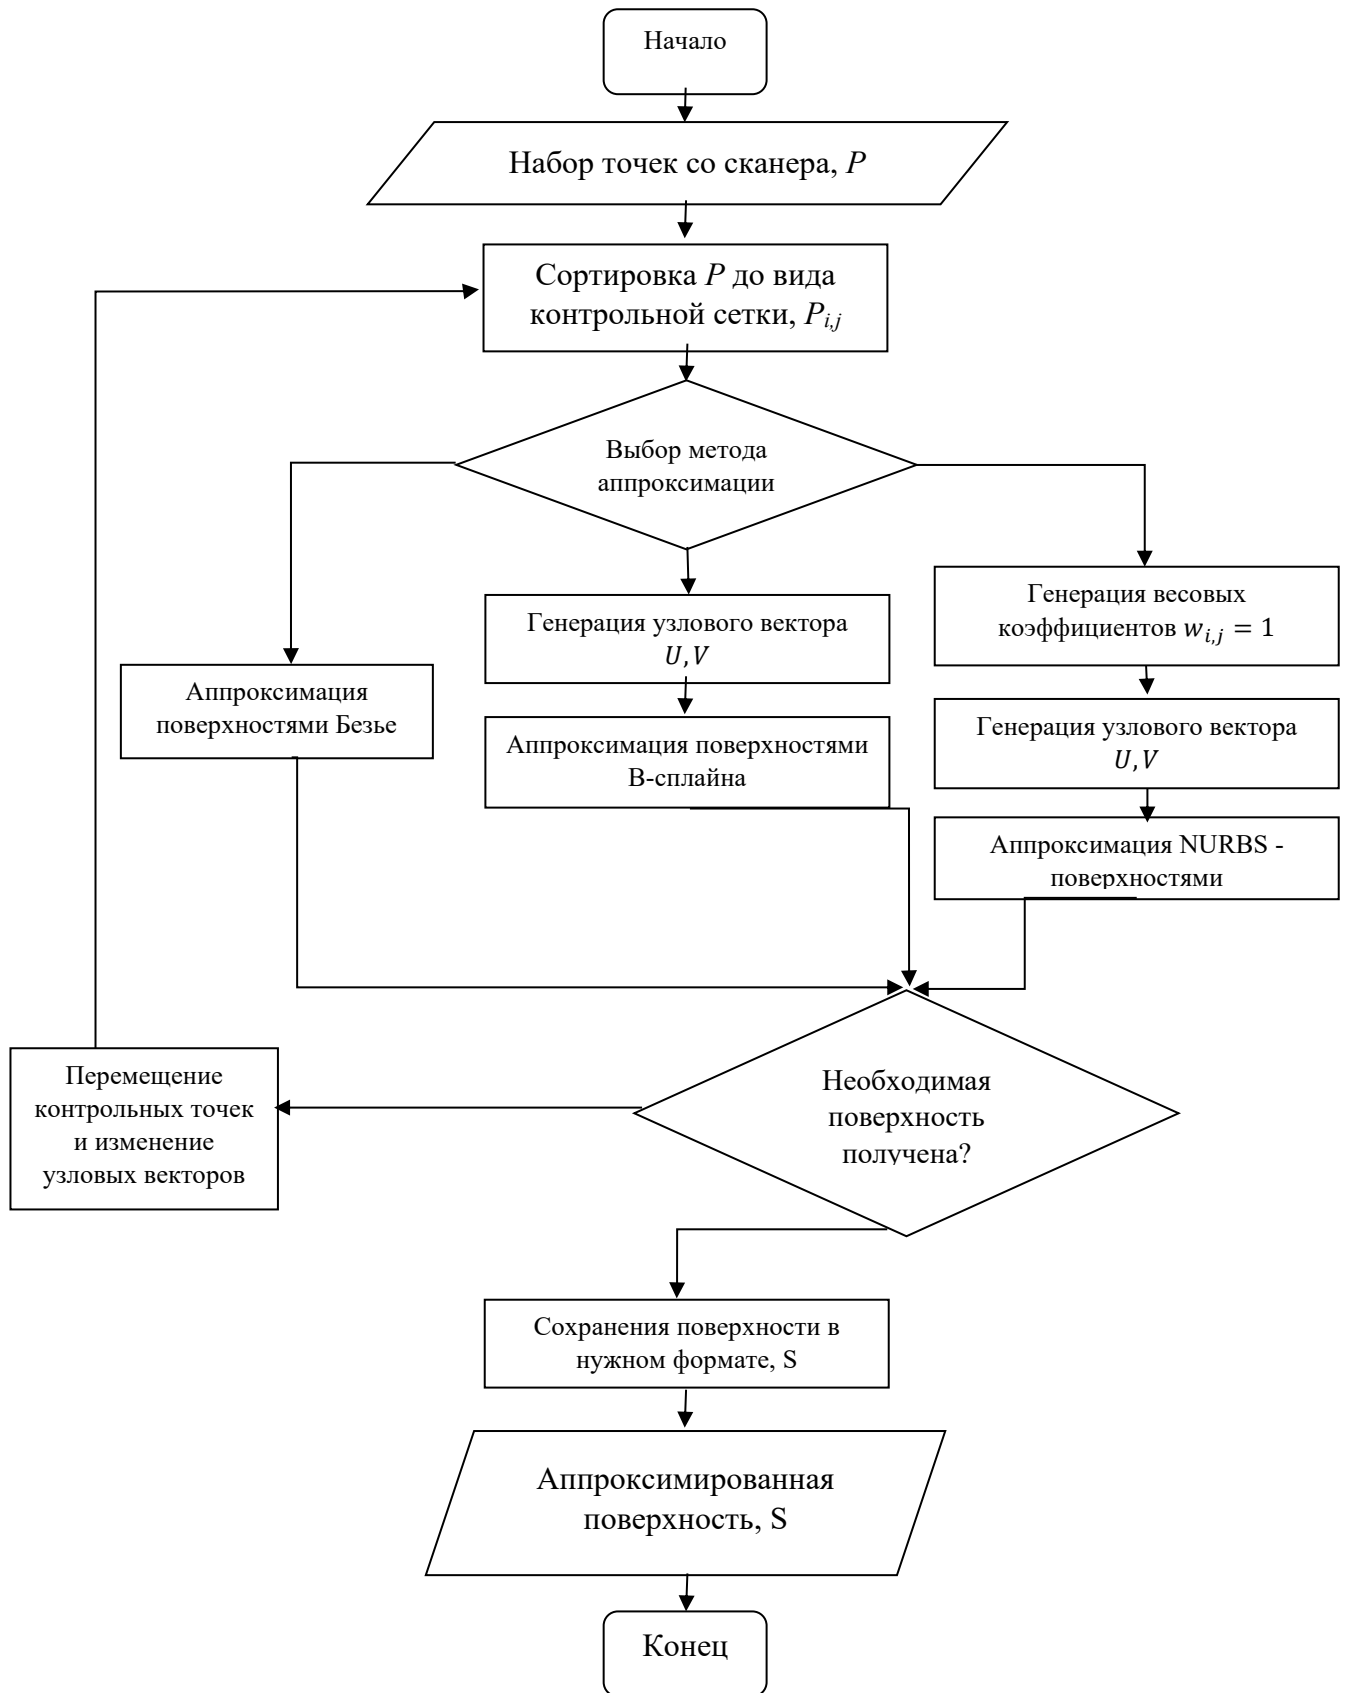 Начало
Набор точек со сканера, P
Сортировка P до вида
контрольной сетки, P_{i,j}
Выбор метода
аппроксимации
Генерация весовых
коэффициентов w_{i,j} = 1
Генерация узлового вектора
U, V
Аппроксимация
поверхностями Безье
Генерация узлового вектора
U, V
Аппроксимация поверхностями
В-сплайна
Аппроксимация NURBS -
поверхностями
Перемещение
контрольных точек
и изменение
узловых векторов
Необходимая
поверхность
получена?
Сохранения поверхности в
нужном формате, S
Аппроксимированная
поверхность, S
Конец